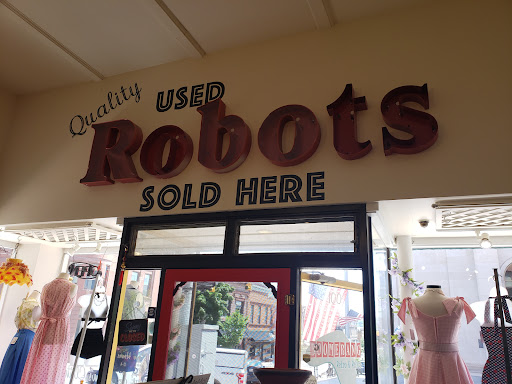 Quality
USED
Robots
SOLD HERE